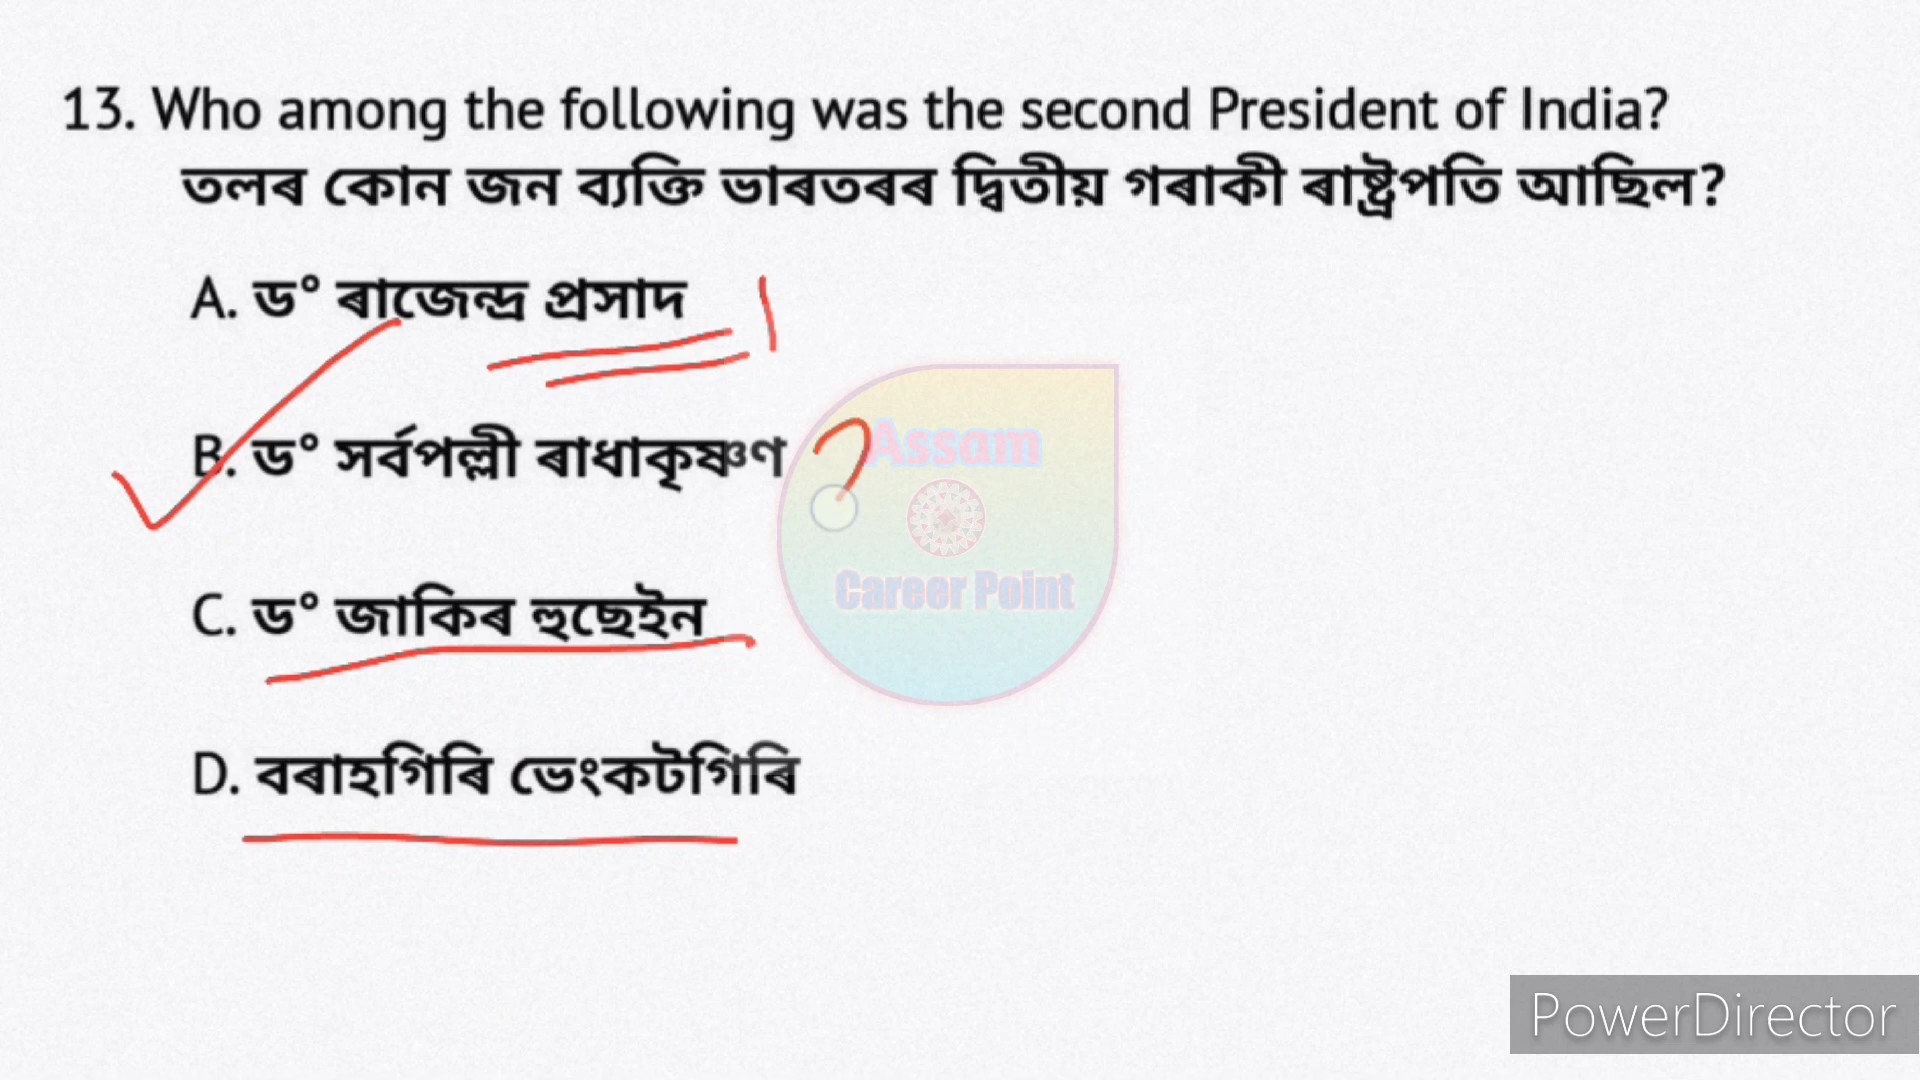 13. Who among the following was the second President of India?
তলৰ কোন জন ব্যক্তি ভাৰতৰৰ দ্বিতীয় গৰাকী ৰাষ্ট্ৰপতি আছিল?
A. ড° ৰাজেন্দ্ৰ প্ৰসাদ
B. ড° সৰ্বপল্লী ৰাধাকৃষ্ণণ
Assam
Career Point
C. ড° জাকিৰ হুছেইন
D. বৰাহগিৰি ভেংকটগিৰি
PowerDirector